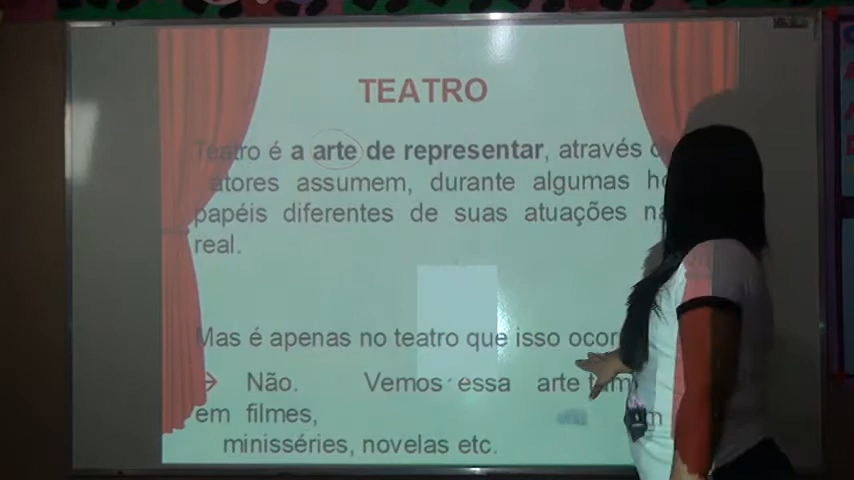 TEATRO
Teatro é a arte de representar, através
atores assumem, durante algumas
papéis diferentes de suas atuações
real.
Mas é apenas no teatro que isso
Não. Vemos essa arte
em filmes,
minisséries, novelas etc.